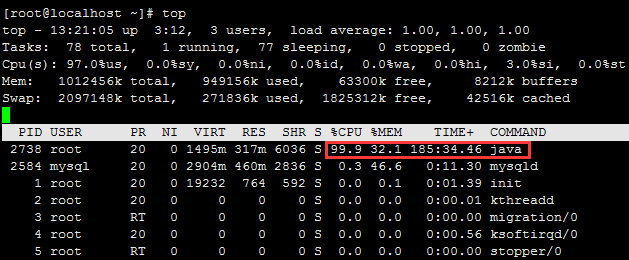 [root@localhost ~]# top
top - 13:21:05 up  3:12,  3 users,  load average: 1.00, 1.00, 1.00
Tasks:  78 total,   1 running,  77 sleeping,   0 stopped,   0 zombie
Cpu(s): 97.0%us,  0.0%sy,  0.0%ni,  0.0%id,  0.0%wa,  0.0%hi,  3.0%si,  0.0%st
Mem:   1012456k total,   949156k used,    63300k free,     8212k buffers
Swap:  2097148k total,   271836k used,  1825312k free,    42516k cached
PID USER      PR  NI  VIRT  RES  SHR S %CPU %MEM    TIME+  COMMAND
2738 root      20   0 1495m 317m 6036 S 99.9 32.1 185:34.46 java
2584 mysql     20   0 2904m 460m 2836 S  0.3 46.6   0:11.30 mysqld
1 root      20   0 19232  764  592 S  0.0  0.1   0:01.39 init
2 root      20   0     0    0    0 S  0.0  0.0   0:00.01 kthreadd
3 root      RT   0     0    0    0 S  0.0  0.0   0:00.00 migration/0
4 root      20   0     0    0    0 S  0.0  0.0   0:00.56 ksoftirqd/0
5 root      RT   0     0    0    0 S  0.0  0.0   0:00.00 stopper/0